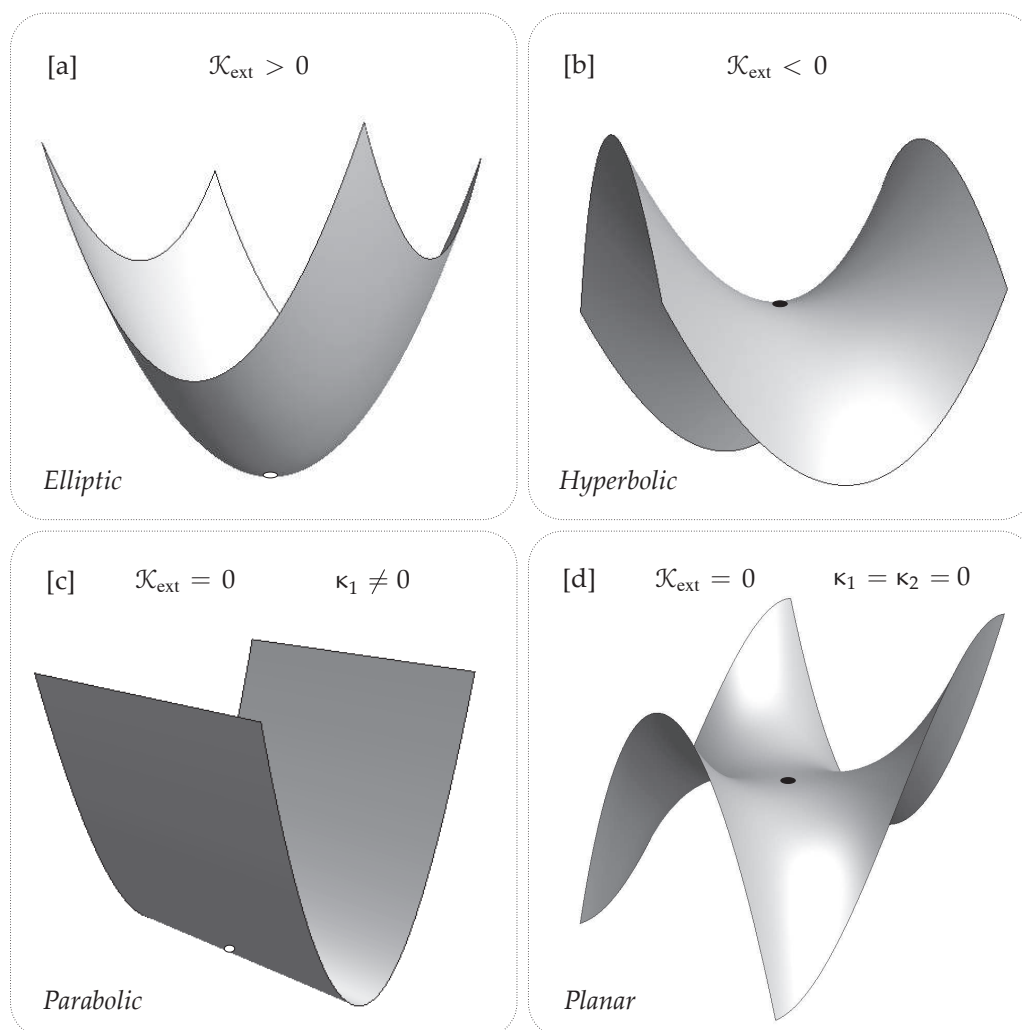 [a] 𝒦ext > 0
Elliptic
[b] 𝒦ext < 0
Hyperbolic
[c] 𝒦ext = 0 κ1 ≠ 0
Parabolic
[d] 𝒦ext = 0 κ1 = κ2 = 0
Planar